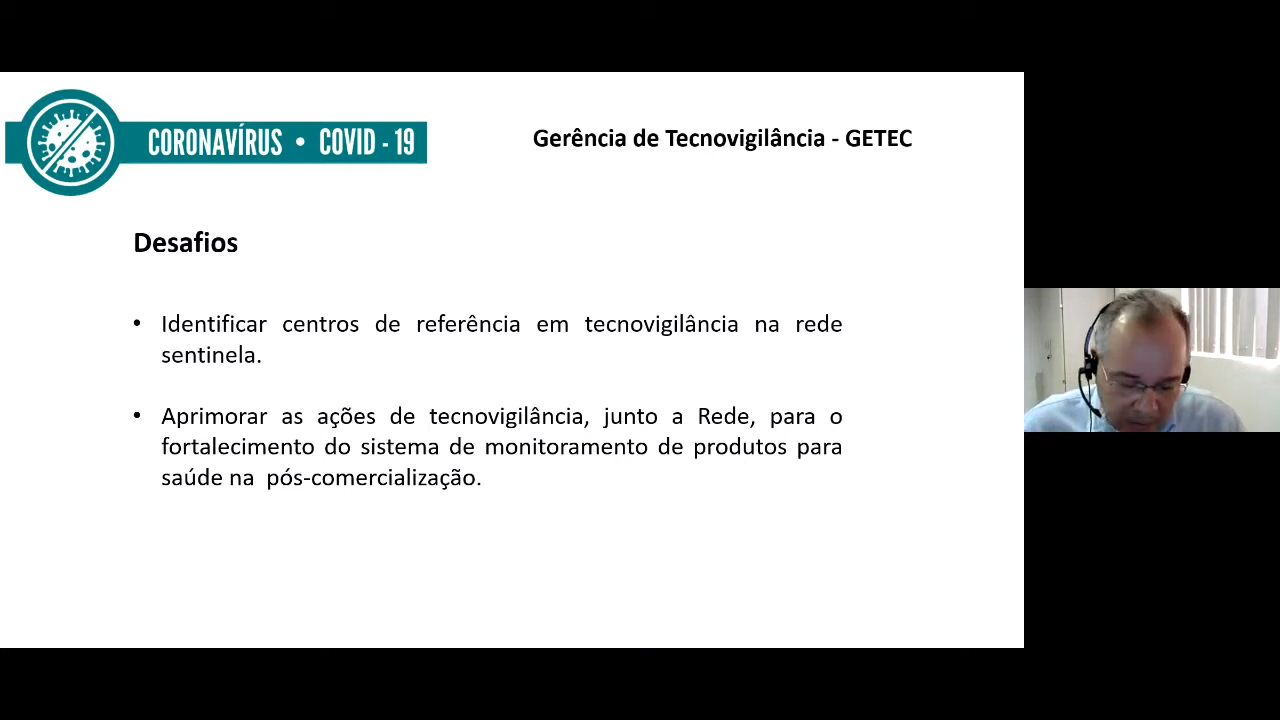 CORONAVÍRUS • COVID - 19
Gerência de Tecnovigilância - GETEC
Desafios
• Identificar centros de referência em tecnovigilância na rede
sentinela.
• Aprimorar as ações de tecnovigilância, junto a Rede, para o
fortalecimento do sistema de monitoramento de produtos para
saúde na pós-comercialização.